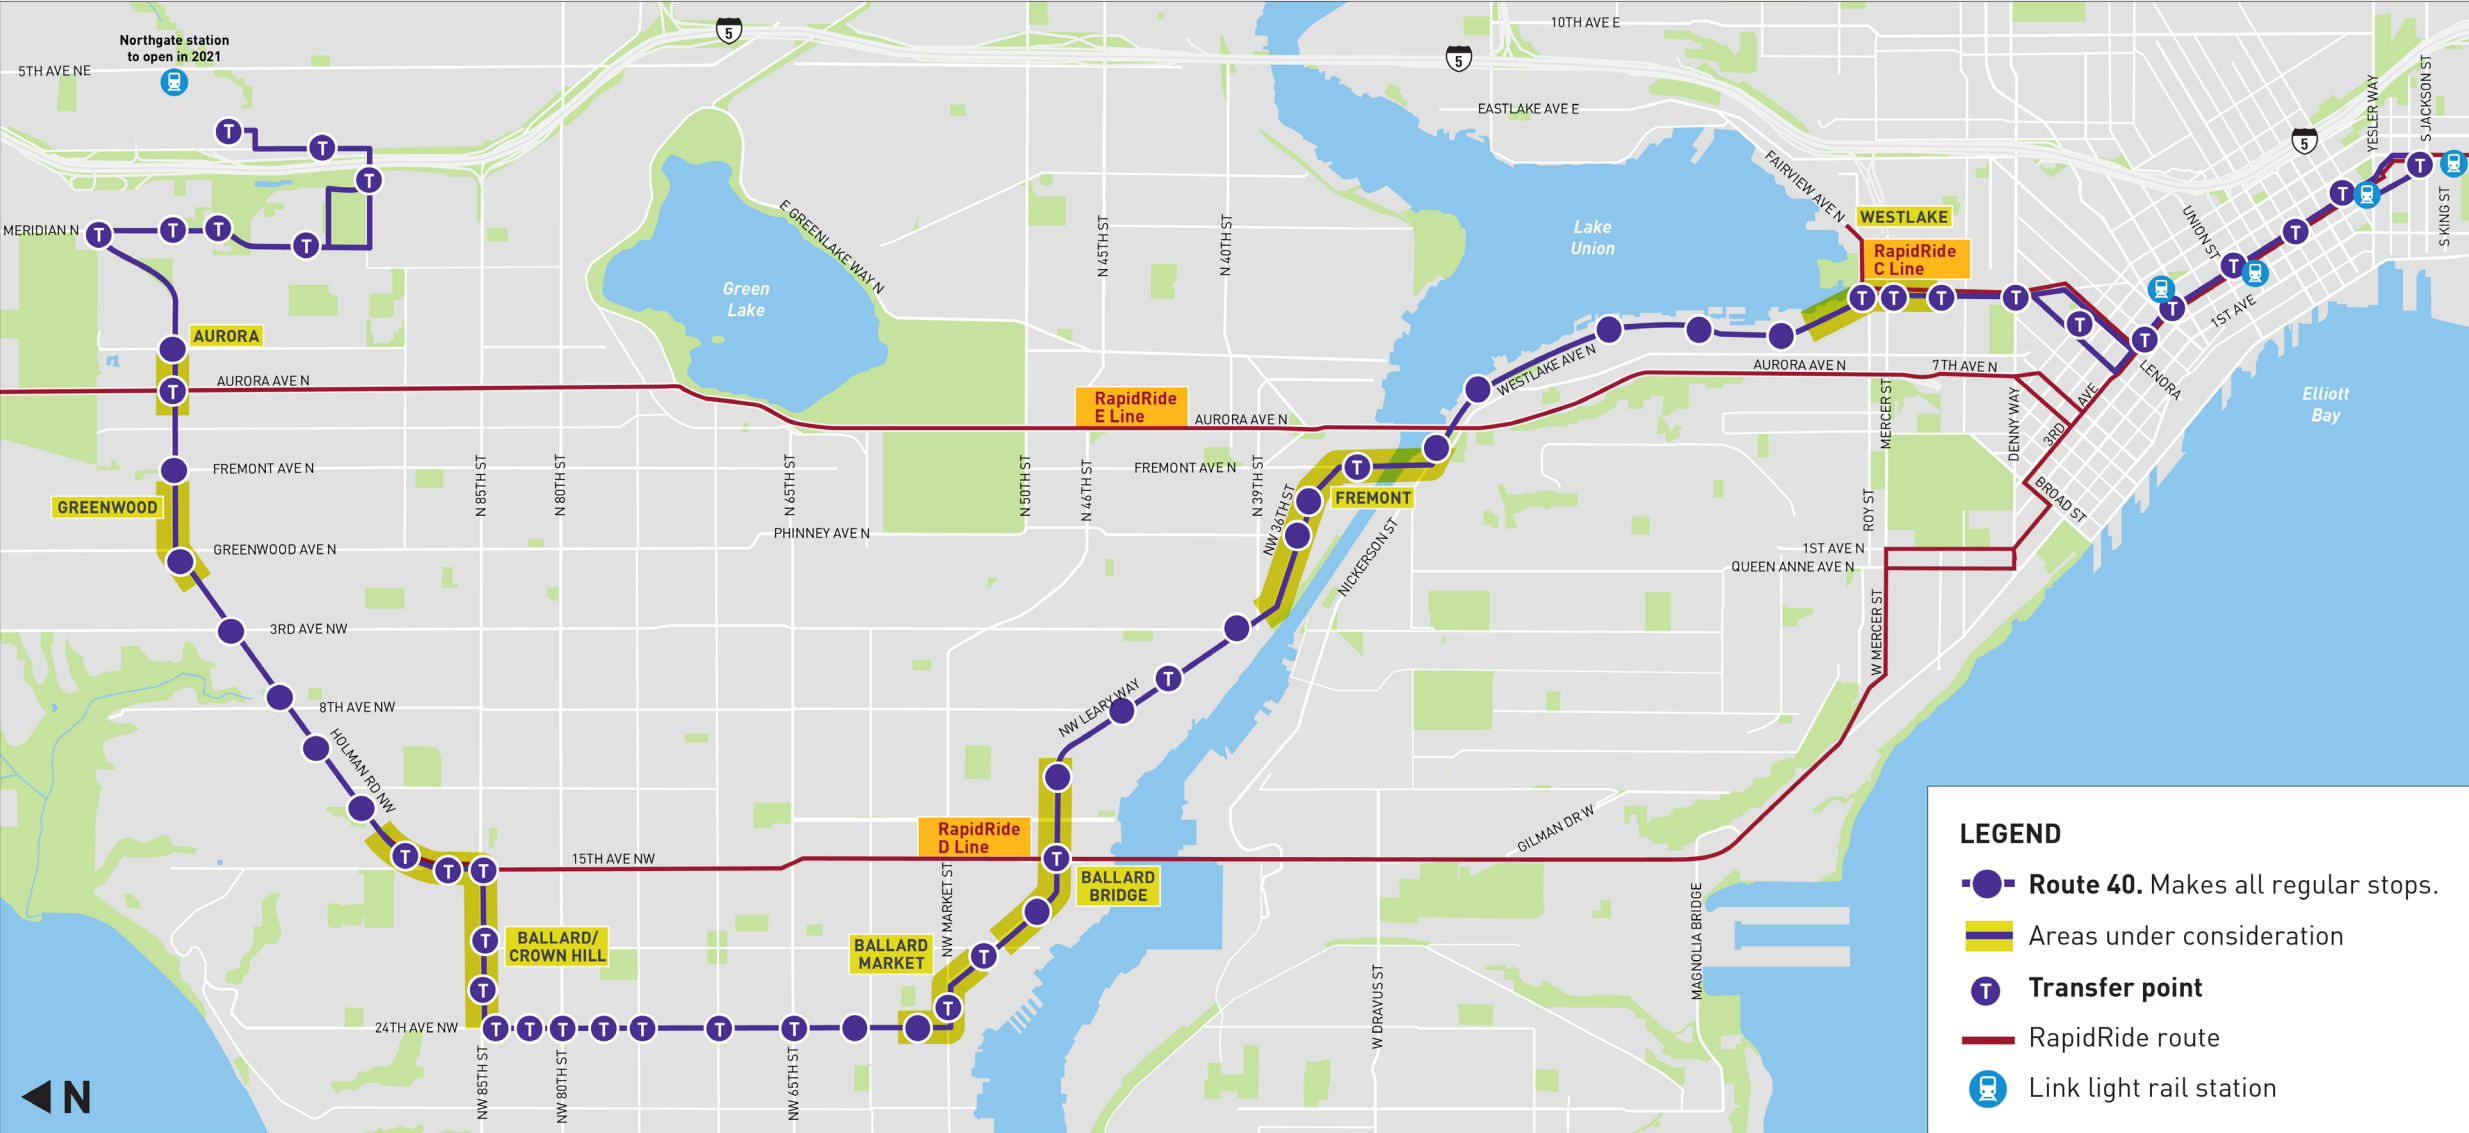 Northgate station
to open in 2021
5TH AVE NE
5
5
10TH AVE E
EASTLAKE AVE E
5
YESLER WAY
S JACKSON ST
S KING ST
UNION ST
1ST AVE
FAIRVIEW AVE N
WESTLAKE
RapidRide
C Line
Lake
Union
N 45TH ST
N 40TH ST
E GREENLAKE WAY N
Green
Lake
T
T
T
MERIDIAN N
T
T
T
T
AURORA
T
AURORA AVE N
RapidRide
E Line
AURORA AVE N
WESTLAKE AVE N
AURORA AVE N
7TH AVE N
T
T
T
T
T
T
T
T
T
T
T
LENORA
3RD
AVE
Elliott
Bay
MERCER ST
DENNY WAY
BROAD ST
ROY ST
1ST AVE N
QUEEN ANNE AVE N
W MERCER ST
FREMONT AVE N
GREENWOOD
GREENWOOD AVE N
N 85TH ST
N 80TH ST
N 65TH ST
PHINNEY AVE N
N 50TH ST
N 46TH ST
FREMONT AVE N
N 39TH ST
NW 36TH ST
T
FREMONT
NICKERSON ST
3RD AVE NW
8TH AVE NW
HOLMAN RD NW
NW LEARY WAY
T
T
T
T
15TH AVE NW
RapidRide
D Line
T
BALLARD
BRIDGE
GILMAN DR W
MAGNOLIA BRIDGE
W DRAVUS ST
NW MARKET ST
BALLARD
MARKET
T
T
T
BALLARD/
CROWN HILL
T
24TH AVE NW
T
T
T
T
T
T
T
NW 85TH ST
NW 80TH ST
NW 65TH ST
N
LEGEND
Route 40. Makes all regular stops.
Areas under consideration
T
Transfer point
RapidRide route
Link light rail station